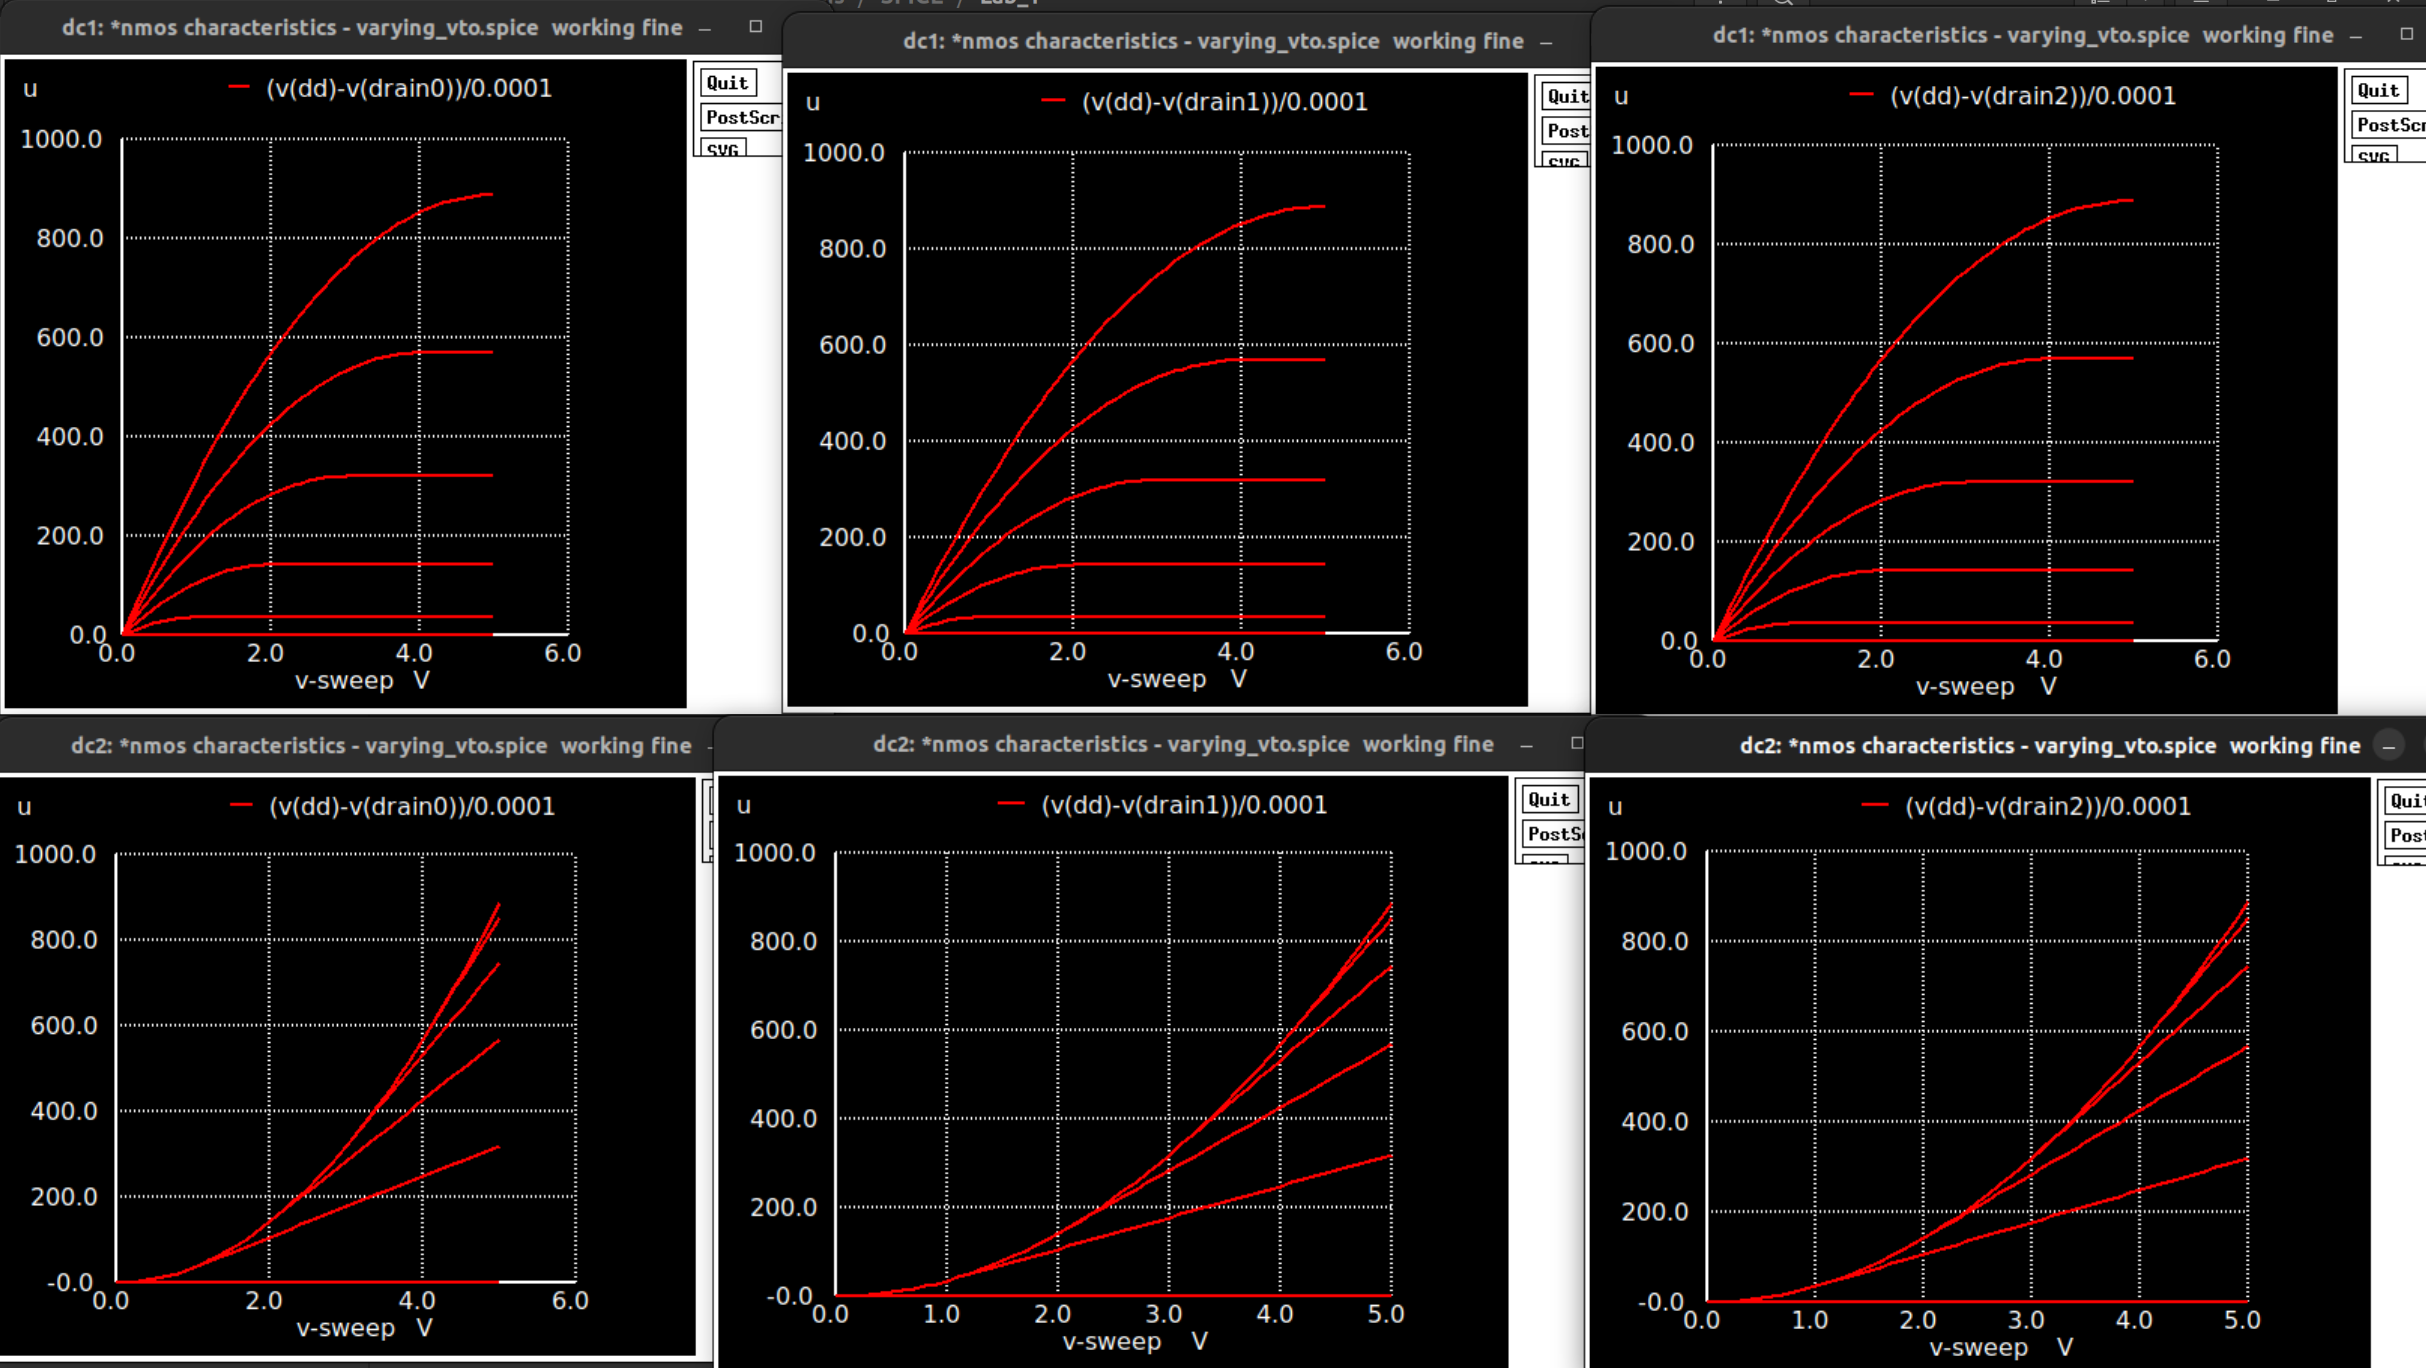 dc1: *nmos characteristics - varying_vto.spice working fine
u
(v(dd)-v(drain0))/0.0001
1000.0
800.0
600.0
400.0
200.0
0.0
0.0 2.0 4.0 6.0
v-sweep V
Quit
PostScr
SVG
dc1: *nmos characteristics - varying_vto.spice working fine
u
(v(dd)-v(drain1))/0.0001
1000.0
800.0
600.0
400.0
200.0
0.0
0.0 2.0 4.0 6.0
v-sweep V
Quit
Post
SVG
dc1: *nmos characteristics - varying_vto.spice working fine
u
(v(dd)-v(drain2))/0.0001
1000.0
800.0
600.0
400.0
200.0
0.0
0.0 2.0 4.0 6.0
v-sweep V
Quit
PostScr
SVG
dc2: *nmos characteristics - varying_vto.spice working fine
u
(v(dd)-v(drain0))/0.0001
1000.0
800.0
600.0
400.0
200.0
-0.0
0.0 2.0 4.0 6.0
v-sweep V
dc2: *nmos characteristics - varying_vto.spice working fine
u
(v(dd)-v(drain1))/0.0001
1000.0
800.0
600.0
400.0
200.0
-0.0
0.0 1.0 2.0 3.0 4.0 5.0
v-sweep V
Quit
PostS
dc2: *nmos characteristics - varying_vto.spice working fine
u
(v(dd)-v(drain2))/0.0001
1000.0
800.0
600.0
400.0
200.0
-0.0
0.0 1.0 2.0 3.0 4.0 5.0
v-sweep V
Quit
Post